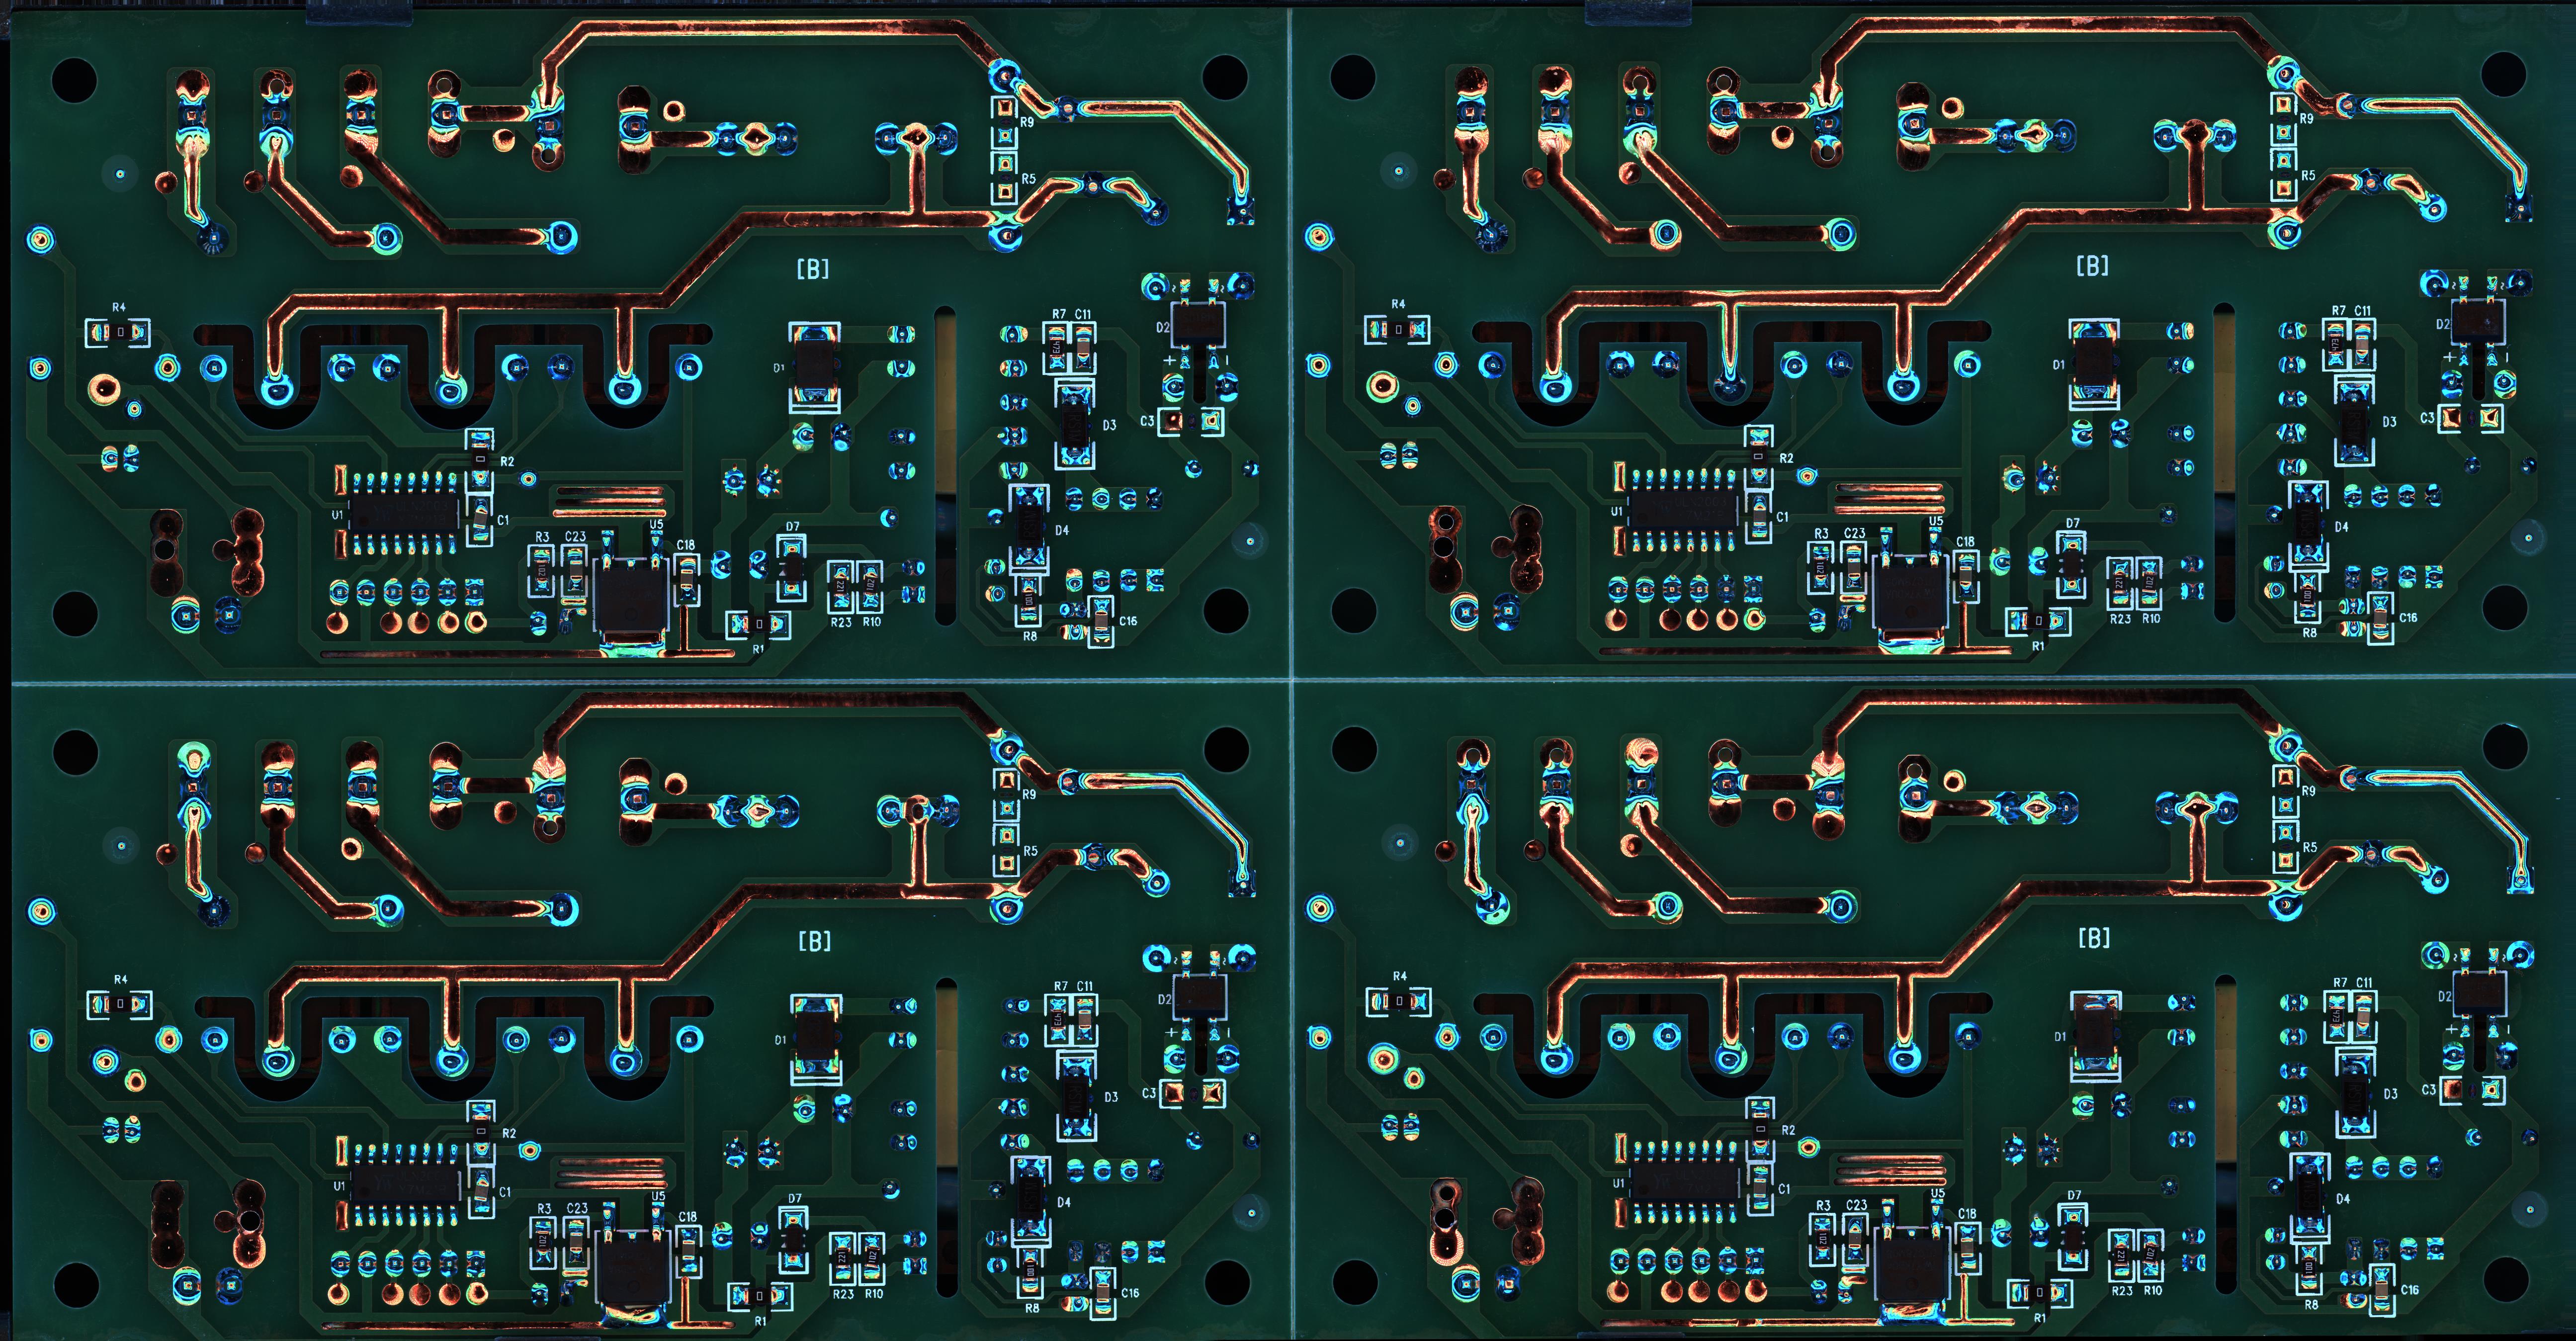 R9
R5
[B]
R4
R7 C11
D2
+ -
D1
C3
D3
R2
U1
C1
U5
D4
D7
R3 C23
C18
R23 R10
R8
C16
R1
R9
R5
[B]
R4
R7 C11
D2
+ -
D1
C3
D3
R2
U1
C1
U5
D4
D7
R3 C23
C18
R23 R10
R8
C16
R1
R9
R5
[B]
R4
R7 C11
D2
+ -
D1
C3
D3
R2
U1
C1
U5
D4
D7
R3 C23
C18
R23 R10
R8
C16
R1
R9
R5
[B]
R4
R7 C11
D2
+ -
D1
C3
D3
R2
U1
C1
U5
D4
D7
R3 C23
C18
R23 R10
R8
C16
R1